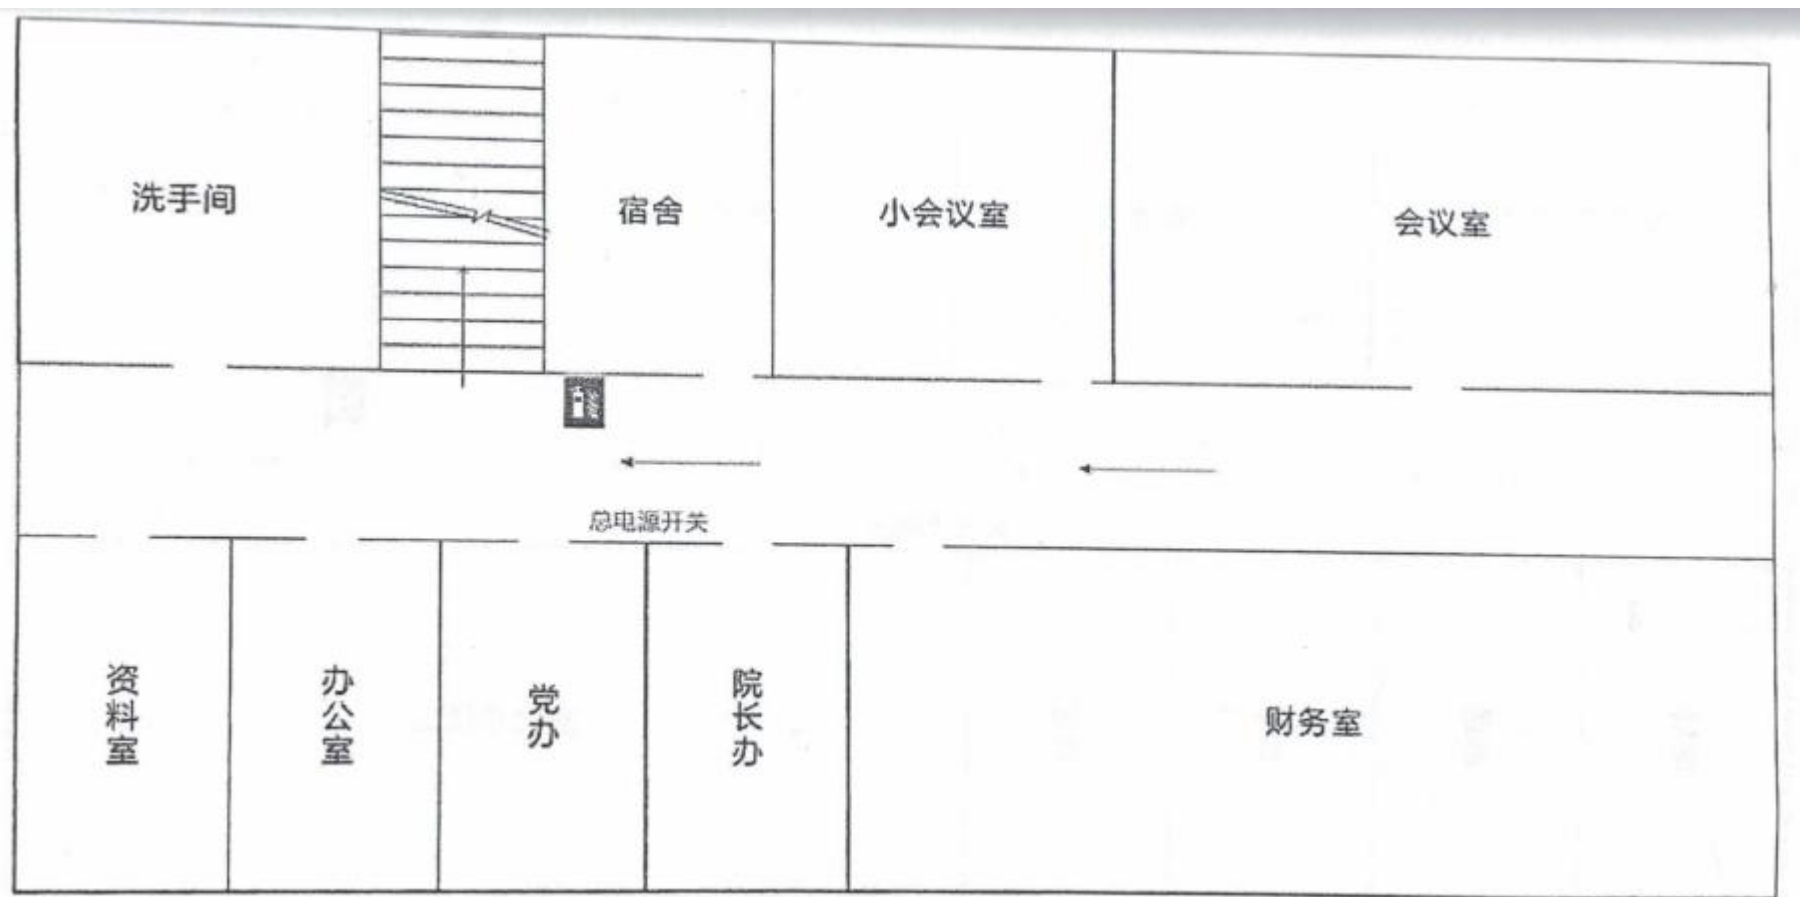 洗手间
宿舍
小会议室
会议室
总电源开关
资料室
办公室
党办
院长办
财务室